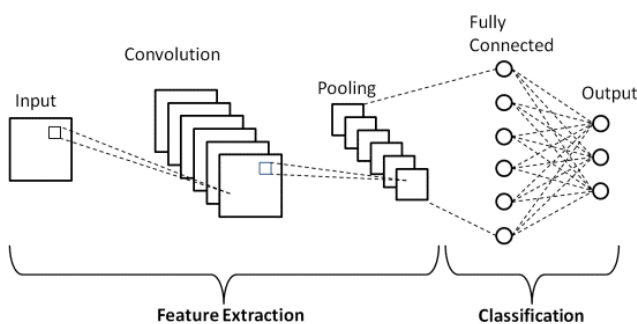 Input
Convolution
Pooling
Fully
Connected
Output
Feature Extraction
Classification